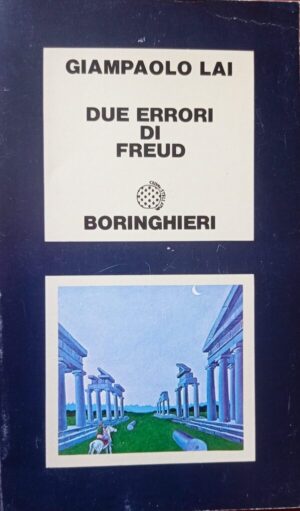 GIAMPAOLO LAI
DUE ERRORI
DI
FREUD
BORINGHIERI